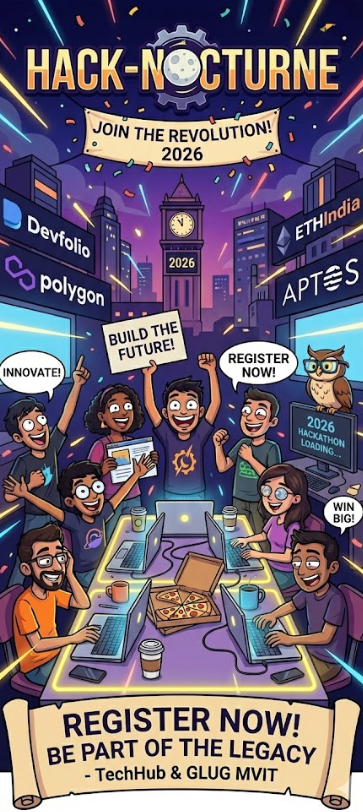 HACK-NOCTURNE
JOIN THE REVOLUTION!
2026
2026
Devfolio
polygon
ETHIndia
APTOS
BUILD THE
FUTURE!
INNOVATE!
REGISTER
NOW!
2026
HACKATHON
LOADING...
WIN
BIG!
REGISTER NOW!
BE PART OF THE LEGACY
- TechHub & GLUG MVIT